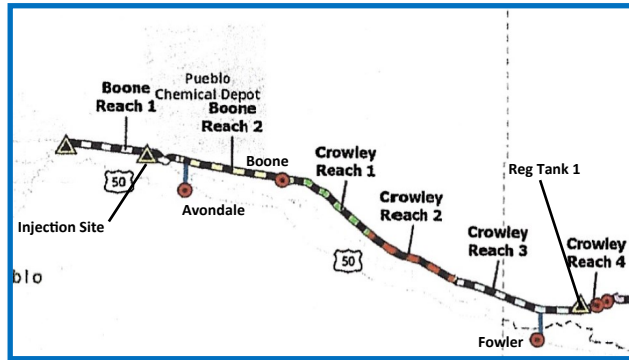 Pueblo
Chemical Depot
Boone
Reach 1
Boone
Reach 2
Boone
Crowley
Reach 1
Reg Tank 1
50
Avondale
Injection Site
Crowley
Reach 2
50
Crowley
Reach 3
Crowley
Reach 4
blo
Fowler